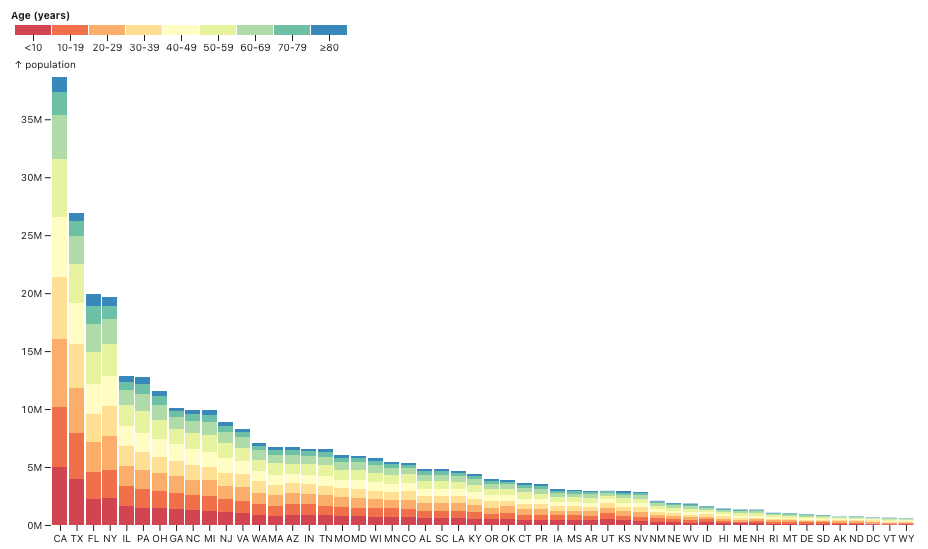 Age (years)
<10 10-19 20-29 30-39 40-49 50-59 60-69 70-79 ≥80
↑ population
35M
30M
25M
20M
15M
10M
5M
0M
CA TX FL NY IL PA OH GA NC MI NJ VA WA MA AZ IN TN MO MD WI MN CO AL SC LA KY OR OK CT PR IA MS AR UT KS NV NM NE WV ID HI ME NH RI MT DE SD AK ND DC VT WY